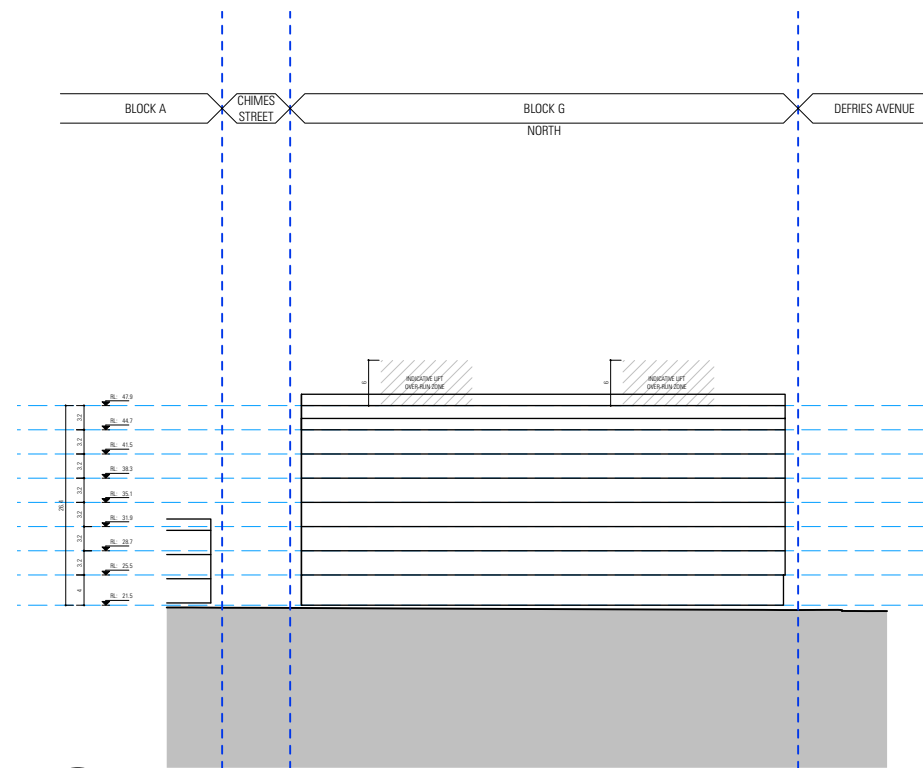 BLOCK A
CHIMES
STREET
BLOCK G
DEFRIES AVENUE
NORTH
6
INDICATIVE LIFT
OVER-RUN ZONE
6
INDICATIVE LIFT
OVER-RUN ZONE
RL: 47.9
3.2
RL: 44.7
3.2
RL: 41.5
3.2
RL: 38.3
3.2
RL: 35.1
26.4
3.2
RL: 31.9
3.2
RL: 28.7
3.2
RL: 25.5
4
RL: 21.5